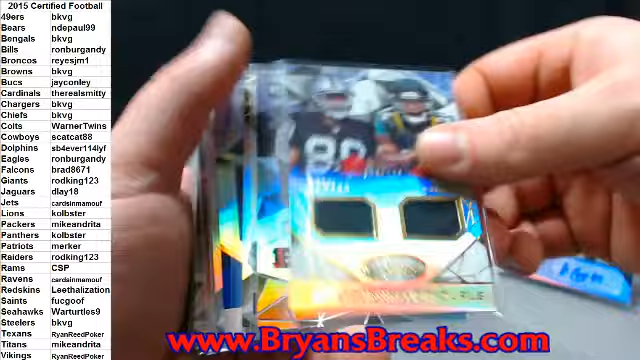 2015 Certified Football
49ers bkvg
Bears ndepaul99
Bengals bkvg
Bills ronburgandy
Broncos reyesjm1
Browns bkvg
Bucs jayconley
Cardinals therealsmitty
Chargers bkvg
Chiefs bkvg
Colts WarnerTwins
Cowboys scatcat88
Dolphins sb4ever114lyf
Eagles ronburgandy
Falcons brad8671
Giants rodking123
Jaguars dlay18
Jets cardsinmamouf
Lions kolbster
Packers mikeandrita
Panthers kolbster
Patriots merker
Raiders rodking123
Rams CSP
Ravens cardsinmamouf
Redskins Leethalization
Saints fucgoof
Seahawks Warturtles9
Steelers bkvg
Texans RyanReedPoker
Titans mikeandrita
Vikings RyanReedPoker
www.BryansBreaks.com